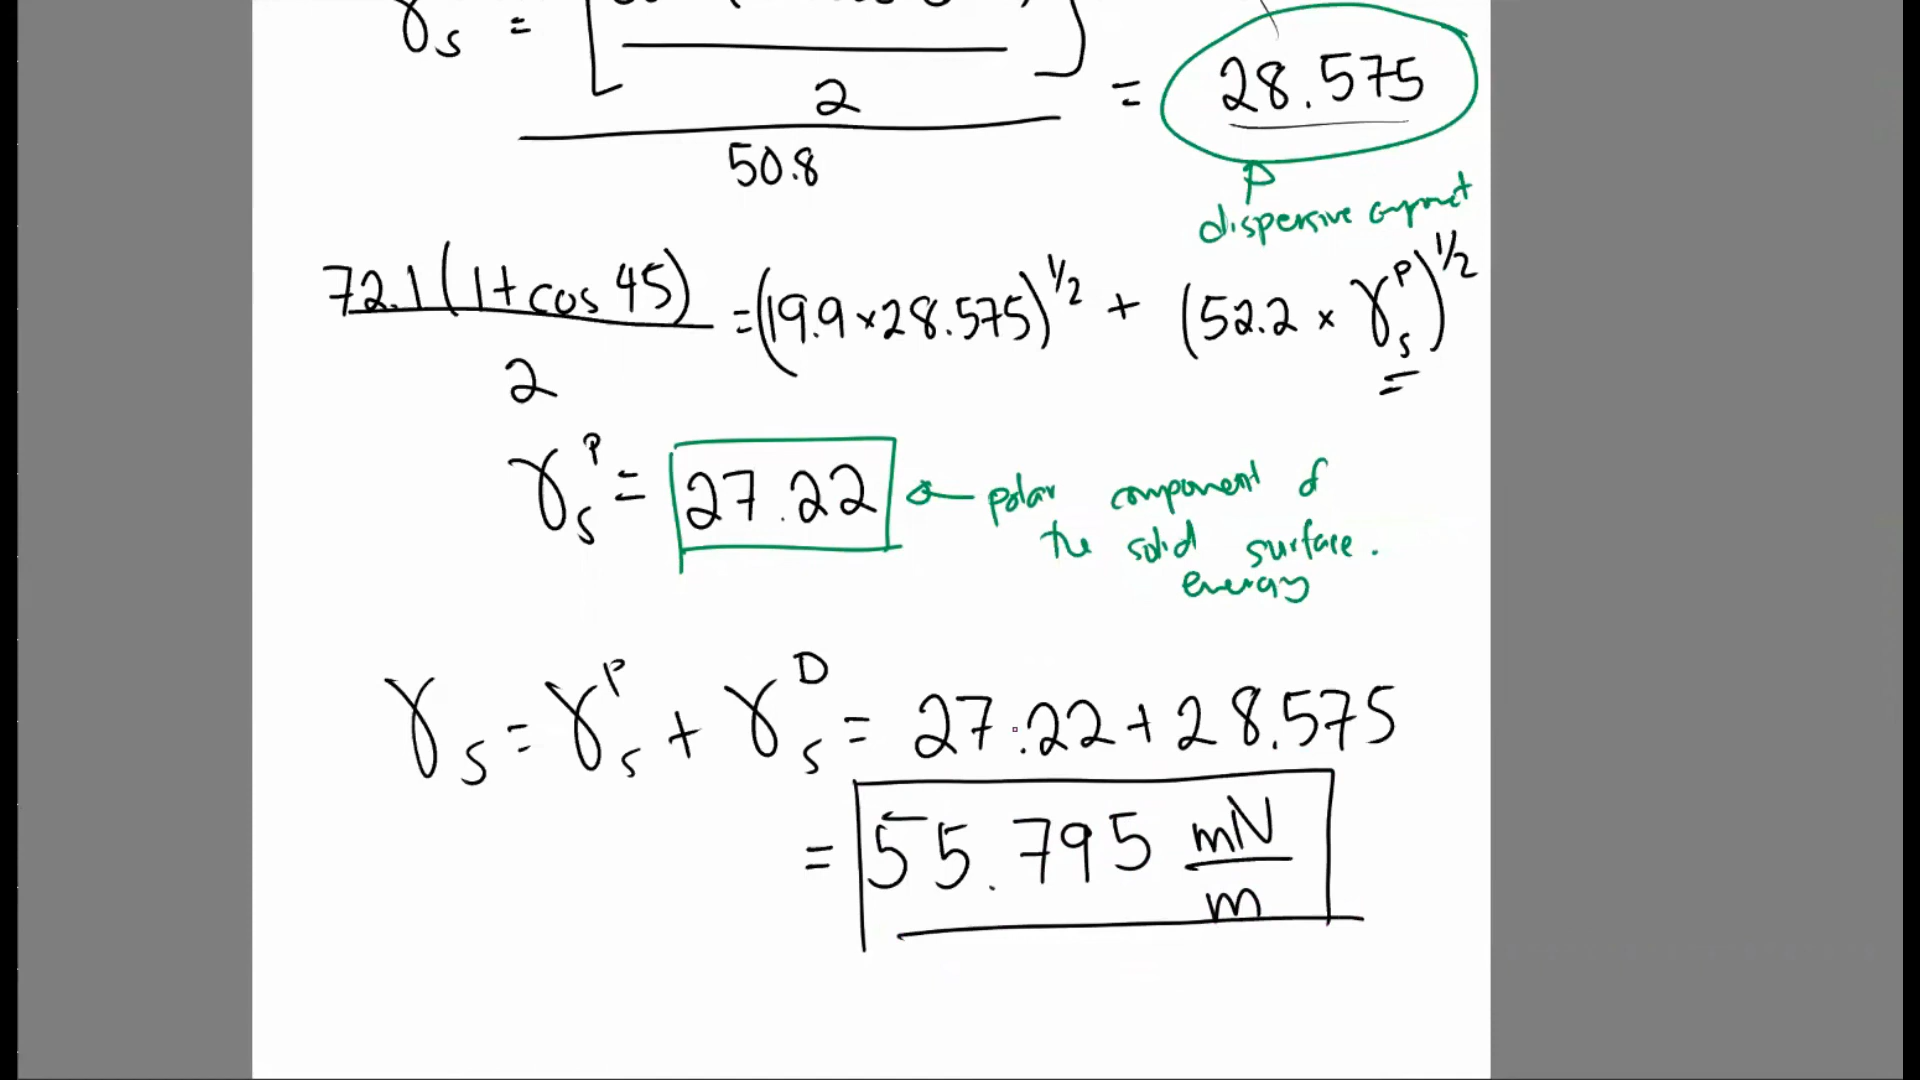 γs =
2
50.8
= 28.575
P
dispersive
72.1(1+cos 45)
2
=(19.9×28.575)^1/2 + (52.2 × γs^P)^1/2
γs^P = 27.22 ← polar component of
the solid surface.
energy
γs = γs^P + γs^D = 27.22+28.575
= 55.795 mN
m